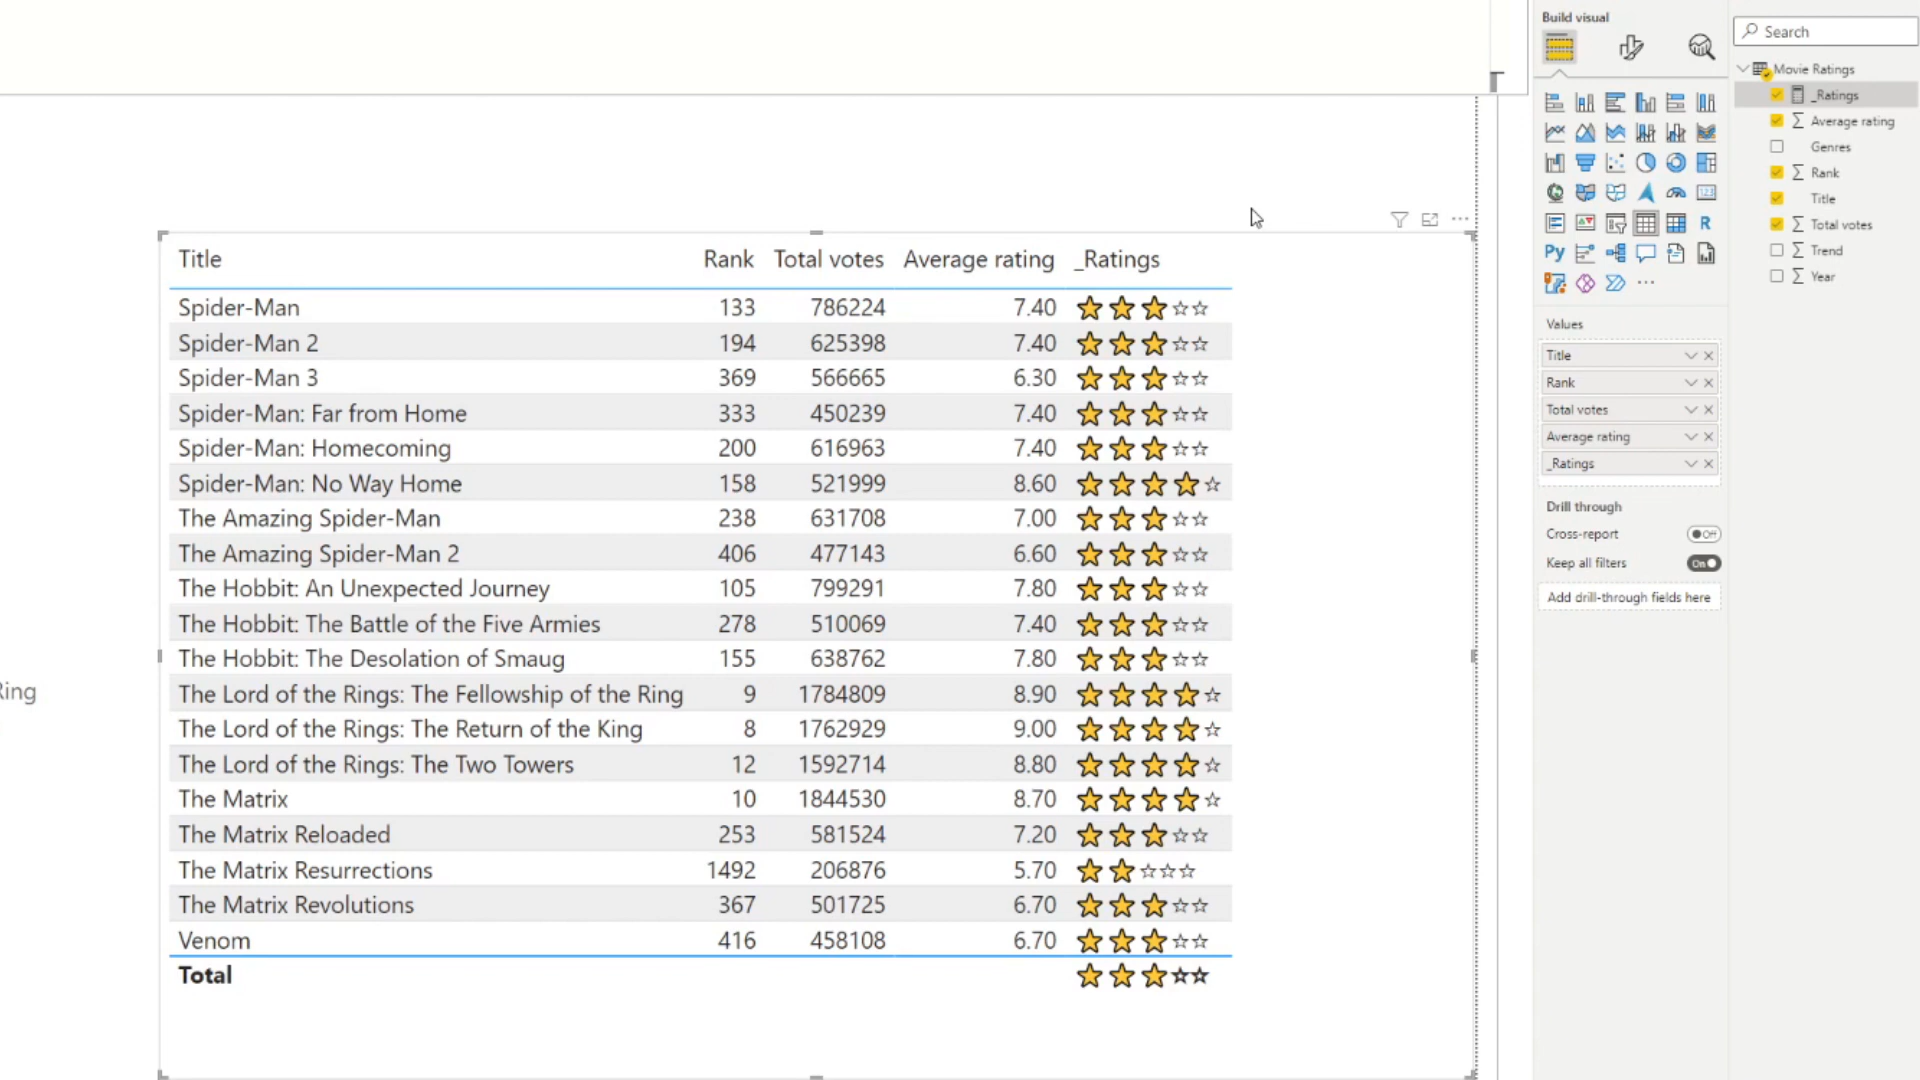 Build visual
Search
Movie Ratings
_Ratings
Average rating
Genres
Rank
Title
Total votes
Trend
Year
Title Rank Total votes Average rating _Ratings
Spider-Man 133 786224 7.40 ★★★☆☆
Spider-Man 2 194 625398 7.40 ★★★☆☆
Spider-Man 3 369 566665 6.30 ★★★☆☆
Spider-Man: Far from Home 333 450239 7.40 ★★★☆☆
Spider-Man: Homecoming 200 616963 7.40 ★★★☆☆
Spider-Man: No Way Home 158 521999 8.60 ★★★★☆
The Amazing Spider-Man 238 631708 7.00 ★★★☆☆
The Amazing Spider-Man 2 406 477143 6.60 ★★★☆☆
The Hobbit: An Unexpected Journey 105 799291 7.80 ★★★☆☆
The Hobbit: The Battle of the Five Armies 278 510069 7.40 ★★★☆☆
The Hobbit: The Desolation of Smaug 155 638762 7.80 ★★★☆☆
The Lord of the Rings: The Fellowship of the Ring 9 1784809 8.90 ★★★★☆
The Lord of the Rings: The Return of the King 8 1762929 9.00 ★★★★☆
The Lord of the Rings: The Two Towers 12 1592714 8.80 ★★★★☆
The Matrix 10 1844530 8.70 ★★★★☆
The Matrix Reloaded 253 581524 7.20 ★★★☆☆
The Matrix Resurrections 1492 206876 5.70 ★★☆☆☆
The Matrix Revolutions 367 501725 6.70 ★★★☆☆
Venom 416 458108 6.70 ★★★☆☆
Total ★★★☆☆
R
Py
123
Values
Title
Rank
Total votes
Average rating
_Ratings
Drill through
Cross-report Off
Keep all filters On
Add drill-through fields here